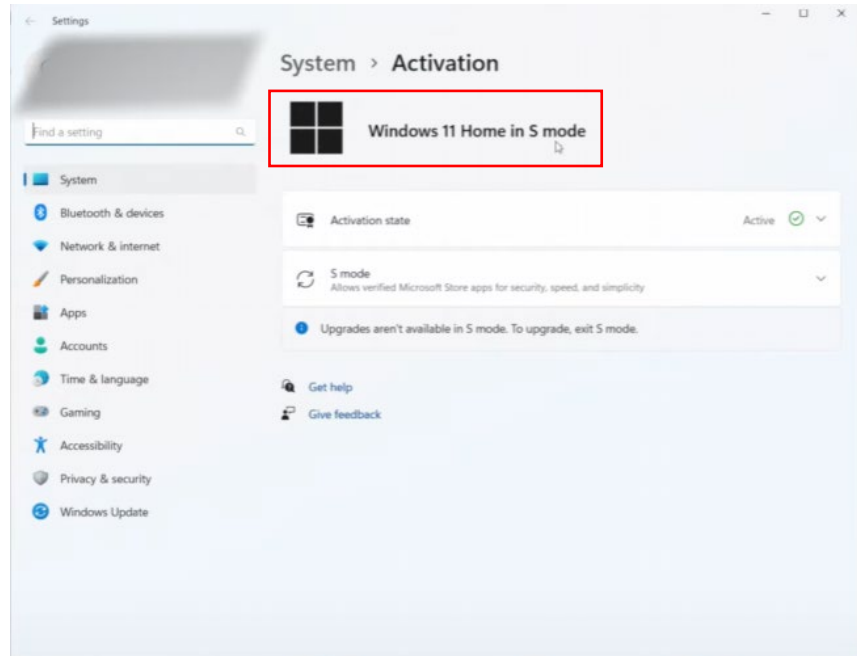 Settings
System > Activation
Windows 11 Home in S mode
Find a setting
System
Bluetooth & devices
Network & internet
Personalization
Apps
Accounts
Time & language
Gaming
Accessibility
Privacy & security
Windows Update
Activation state
Active
S mode
Allows verified Microsoft Store apps for security, speed, and simplicity
Upgrades aren't available in S mode. To upgrade, exit S mode.
Get help
Give feedback